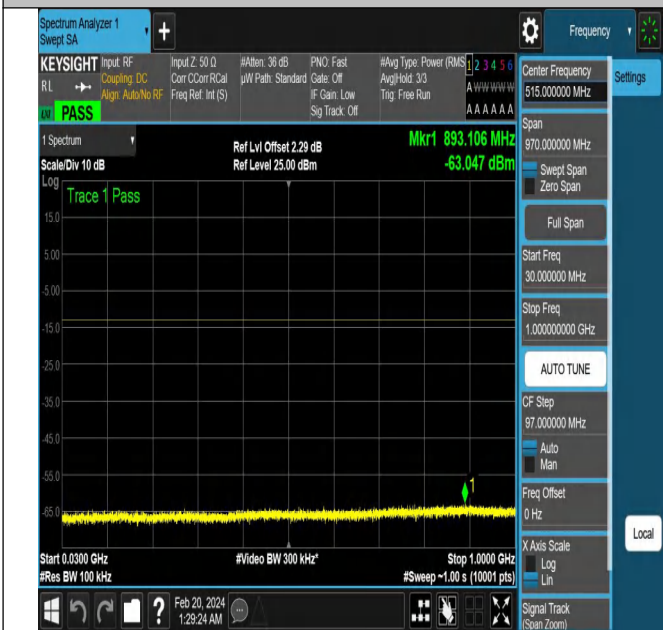 Spectrum Analyzer 1
Swept SA
Frequency
KEYSIGHT
RL
LXI
PASS
Input: RF
Coupling: DC
Align: Auto/No RF
Input Z: 50 Ω
Corr CCorr RCal
Freq Ref: Int (S)
#Atten: 36 dB
µW Path: Standard
PNO: Fast
Gate: Off
IF Gain: Low
Sig Track: Off
#Avg Type: Power (RMS
Avg|Hold: 3/3
Trig: Free Run
1 2 3 4 5 6
A W W W W W
A A A A A A
1 Spectrum
Scale/Div 10 dB
Log
Ref Lvl Offset 2.29 dB
Ref Level 25.00 dBm
Mkr1 893.106 MHz
-63.047 dBm
Trace 1 Pass
15.0
5.00
-5.00
-15.0
-25.0
-35.0
-45.0
-55.0
-65.0
1
Start 0.0300 GHz
#Res BW 100 kHz
#Video BW 300 kHz*
Stop 1.0000 GHz
#Sweep ~1.00 s (10001 pts)
Feb 20, 2024
1:29:24 AM
Center Frequency
515.000000 MHz
Settings
Span
970.000000 MHz
Swept Span
Zero Span
Full Span
Start Freq
30.000000 MHz
Stop Freq
1.000000000 GHz
AUTO TUNE
CF Step
97.000000 MHz
Auto
Man
Freq Offset
0 Hz
X Axis Scale
Log
Lin
Local
Signal Track
(Span Zoom)